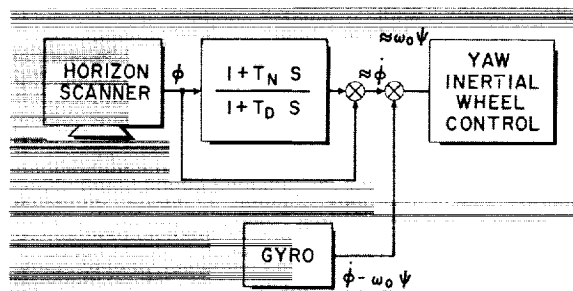 HORIZON
SCANNER
ϕ
1 + T_N S
1 + T_D S
≈ϕ̇
≈ω₀ψ
YAW
INERTIAL
WHEEL
CONTROL
GYRO
ϕ̇ - ω₀ψ